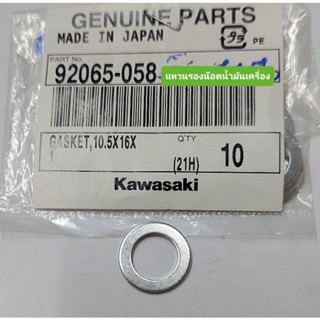 GENUINE PARTS
MADE IN JAPAN
PE
PART No.
92065-058
แหวนรองน๊อตน้ำมันเครื่อง
GASKET,10.5X16X
1
Q'TY
(21H) 10
Kawasaki